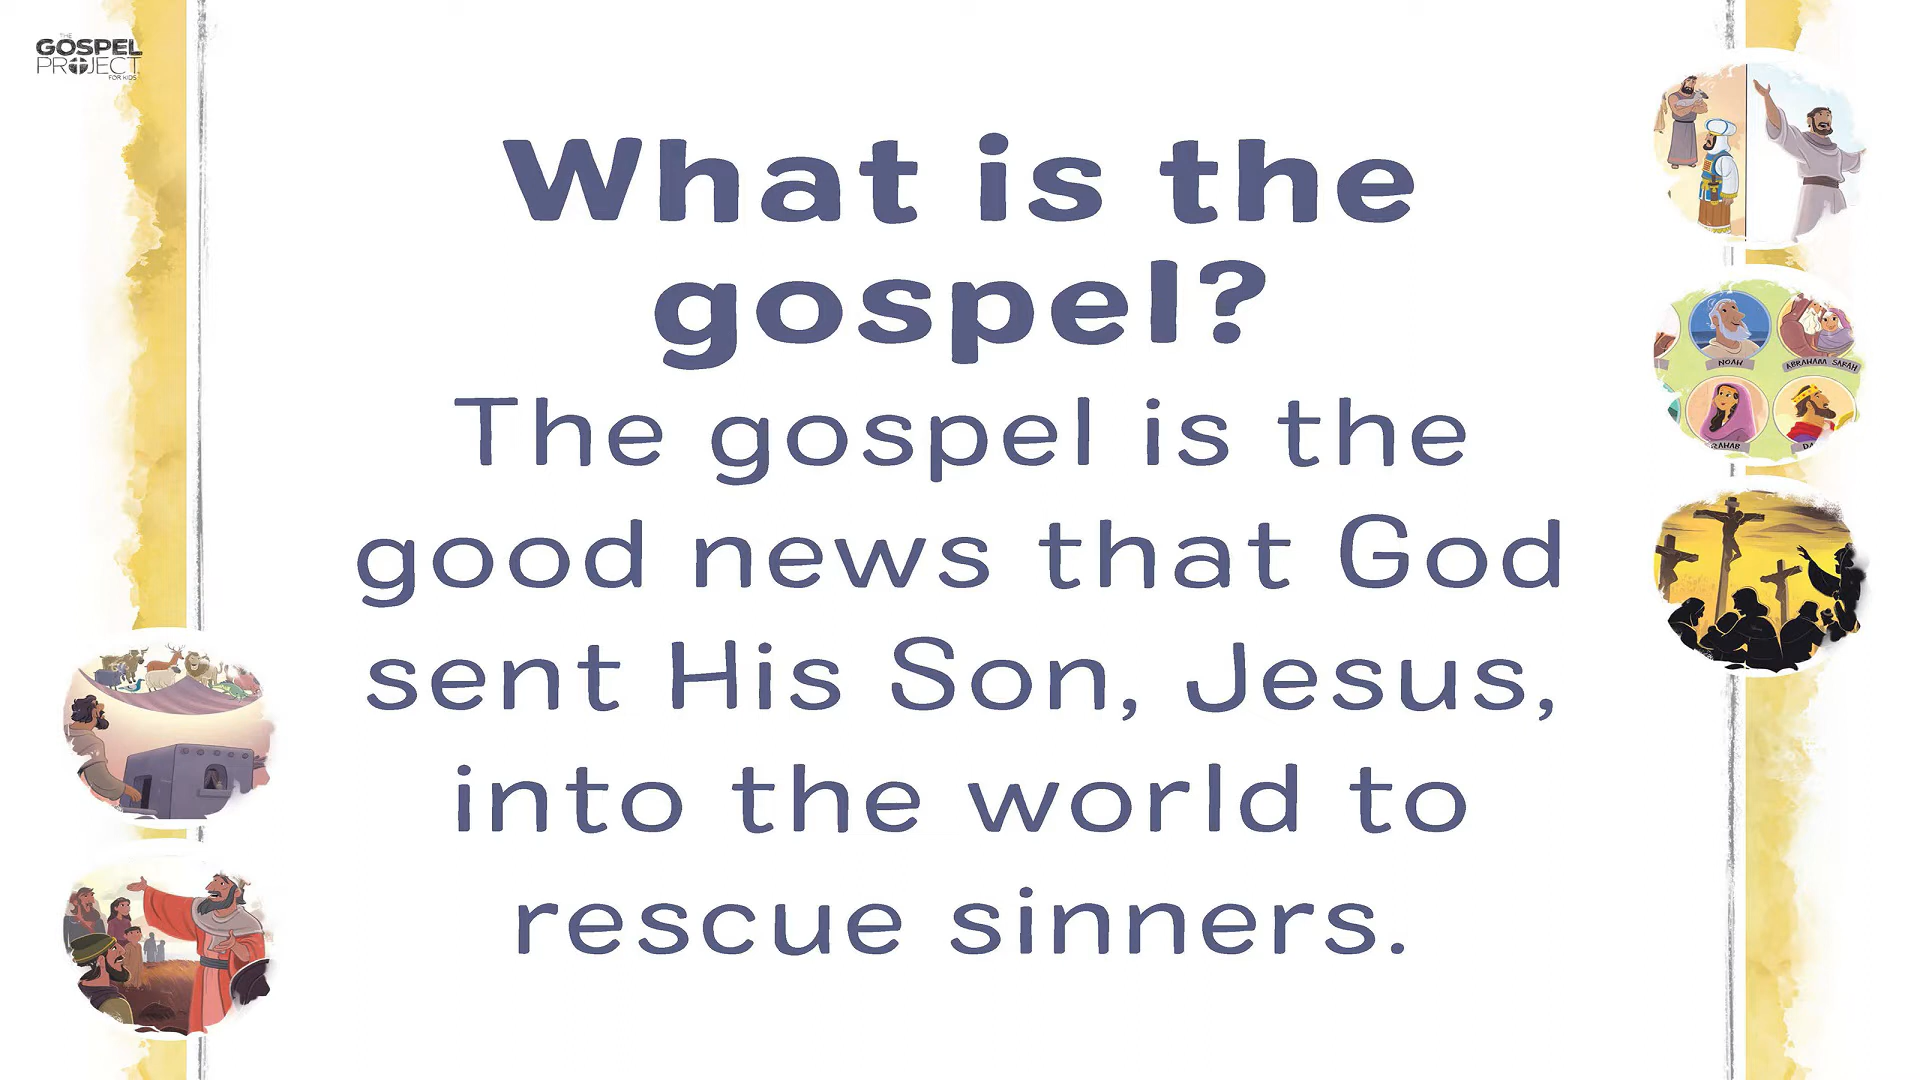 THE
GOSPEL
PROJECT
FOR KIDS
What is the
gospel?
The gospel is the
good news that God
sent His Son, Jesus,
into the world to
rescue sinners.
NOAH
ABRAHAM SARAH
RAHAB
DA